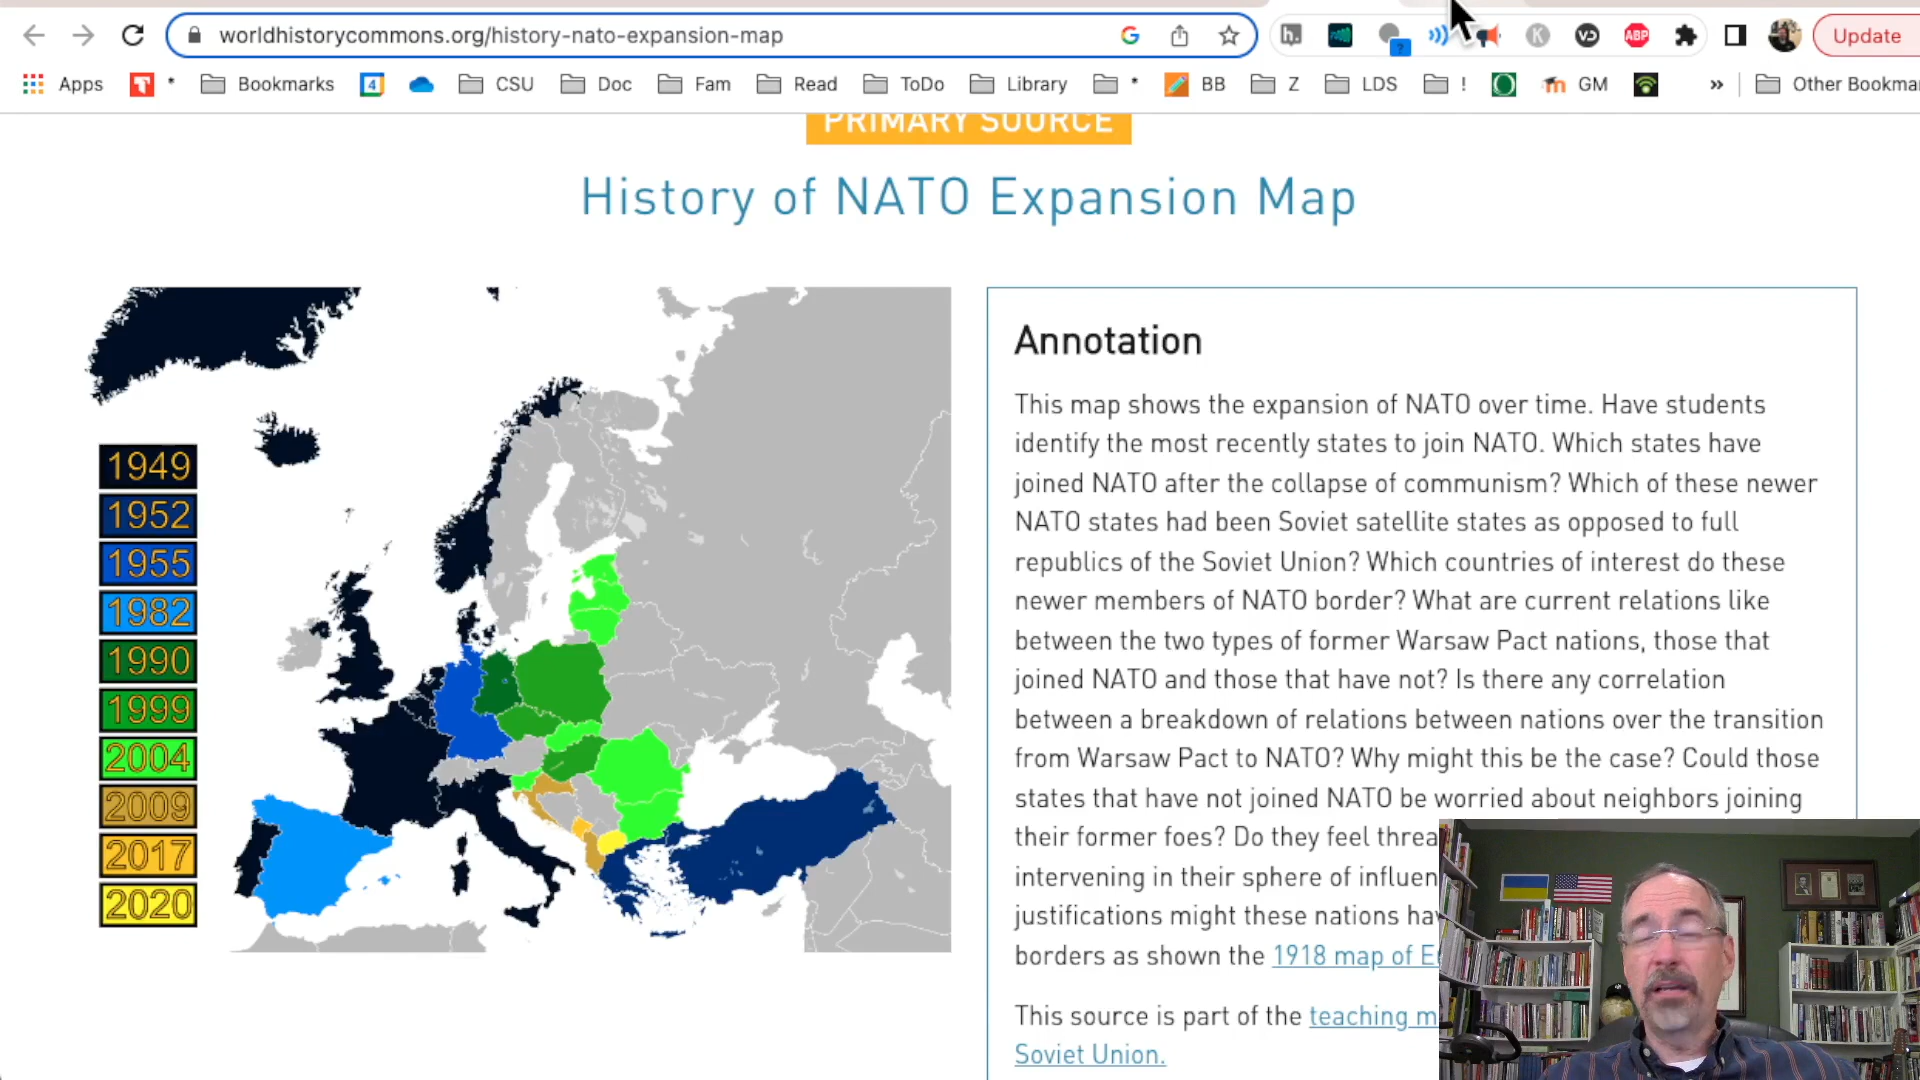 worldhistorycommons.org/history-nato-expansion-map
Update
Apps
*
Bookmarks
4
CSU
Doc
Fam
Read
ToDo
Library
*
BB
Z
LDS
!
GM
»
Other Bookma
PRIMARY SOURCE
History of NATO Expansion Map
1949
1952
1955
1982
1990
1999
2004
2009
2017
2020
Annotation
This map shows the expansion of NATO over time. Have students
identify the most recently states to join NATO. Which states have
joined NATO after the collapse of communism? Which of these newer
NATO states had been Soviet satellite states as opposed to full
republics of the Soviet Union? Which countries of interest do these
newer members of NATO border? What are current relations like
between the two types of former Warsaw Pact nations, those that
joined NATO and those that have not? Is there any correlation
between a breakdown of relations between nations over the transition
from Warsaw Pact to NATO? Why might this be the case? Could those
states that have not joined NATO be worried about neighbors joining
their former foes? Do they feel threa
intervening in their sphere of influen
justifications might these nations hav
borders as shown the 1918 map of E
This source is part of the teaching m
Soviet Union.